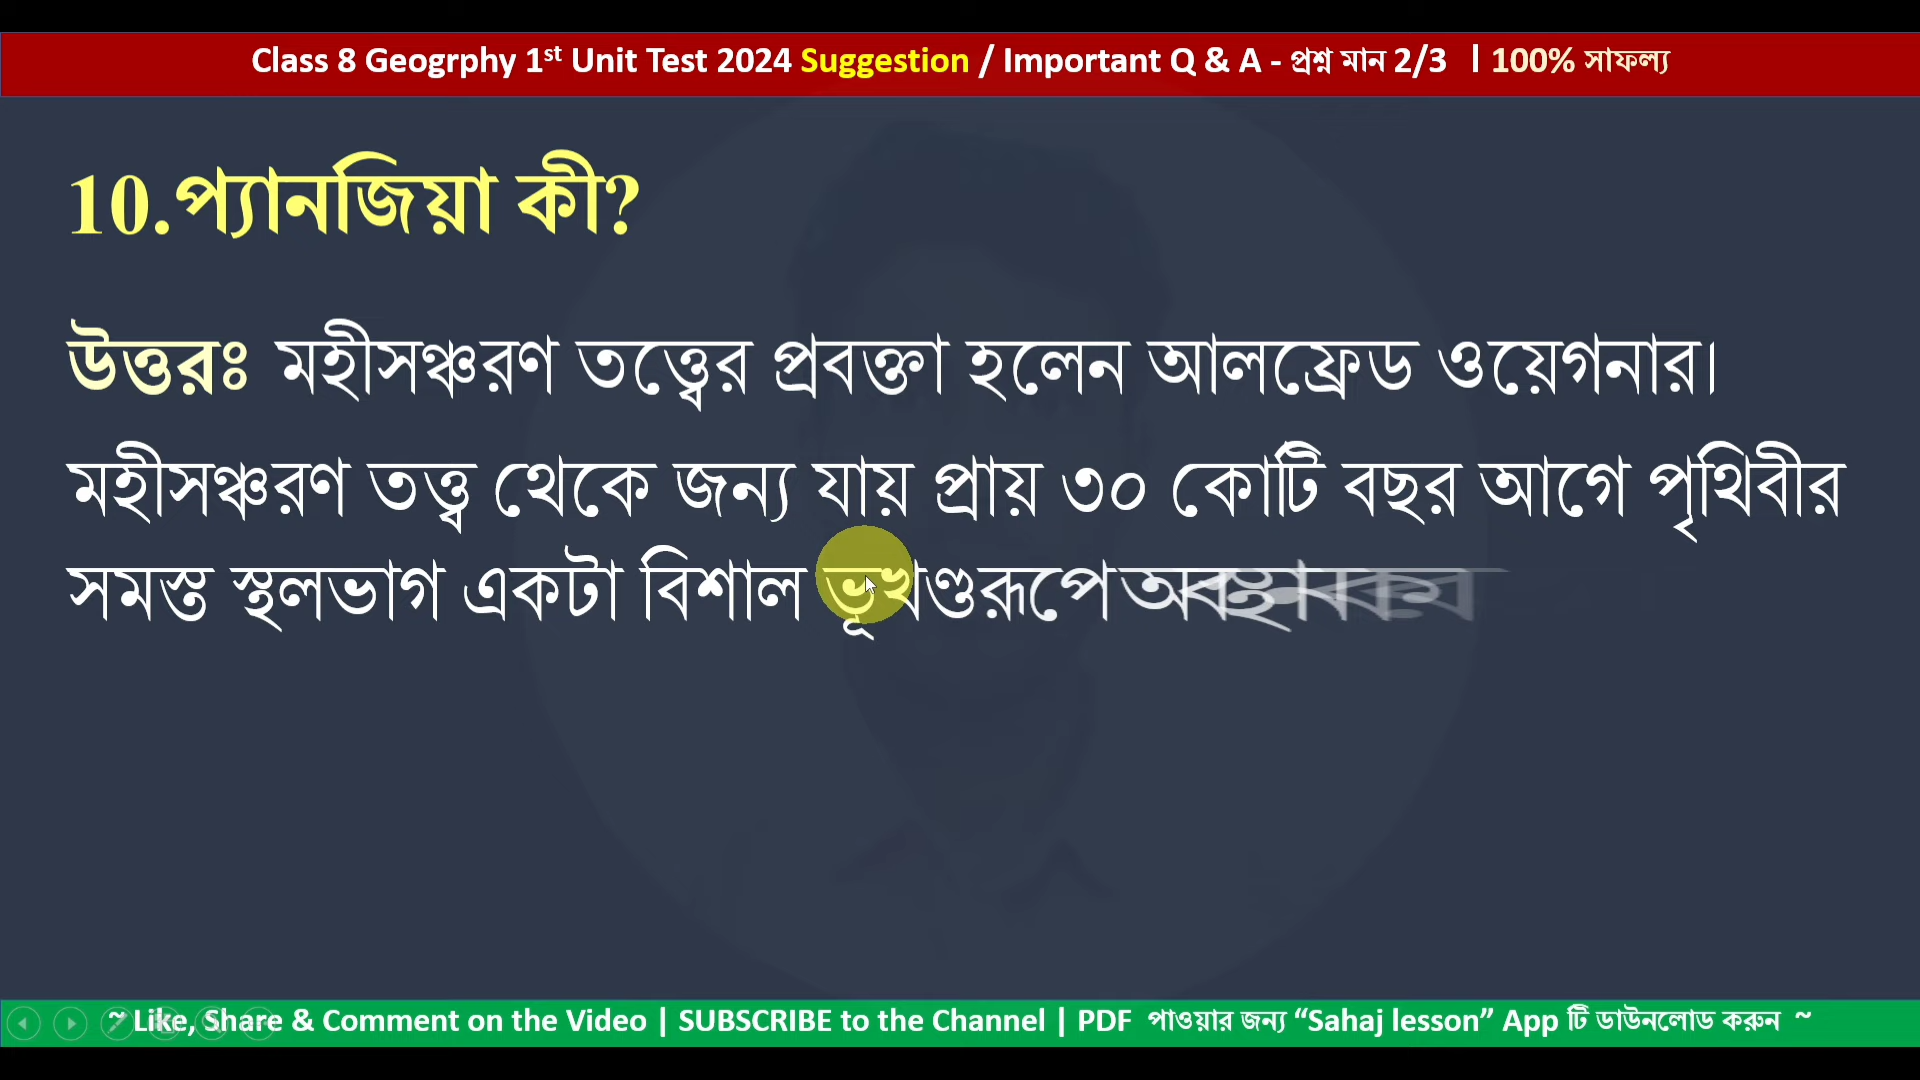 Class 8 Geogrphy 1st Unit Test 2024 Suggestion / Important Q & A - প্রশ্ন মান 2/3 । 100% সাফল্য
10.প্যানজিয়া কী?
উত্তরঃ মহীসঞ্চরণ তত্ত্বের প্রবক্তা হলেন আলফ্রেড ওয়েগনার।
মহীসঞ্চরণ তত্ত্ব থেকে জন্য যায় প্রায় ৩০ কোটি বছর আগে পৃথিবীর
সমস্ত স্থলভাগ একটা বিশাল ভূখণ্ডরূপে
~ Like, Share & Comment on the Video | SUBSCRIBE to the Channel | PDF পাওয়ার জন্য “Sahaj lesson” App টি ডাউনলোড করুন ~